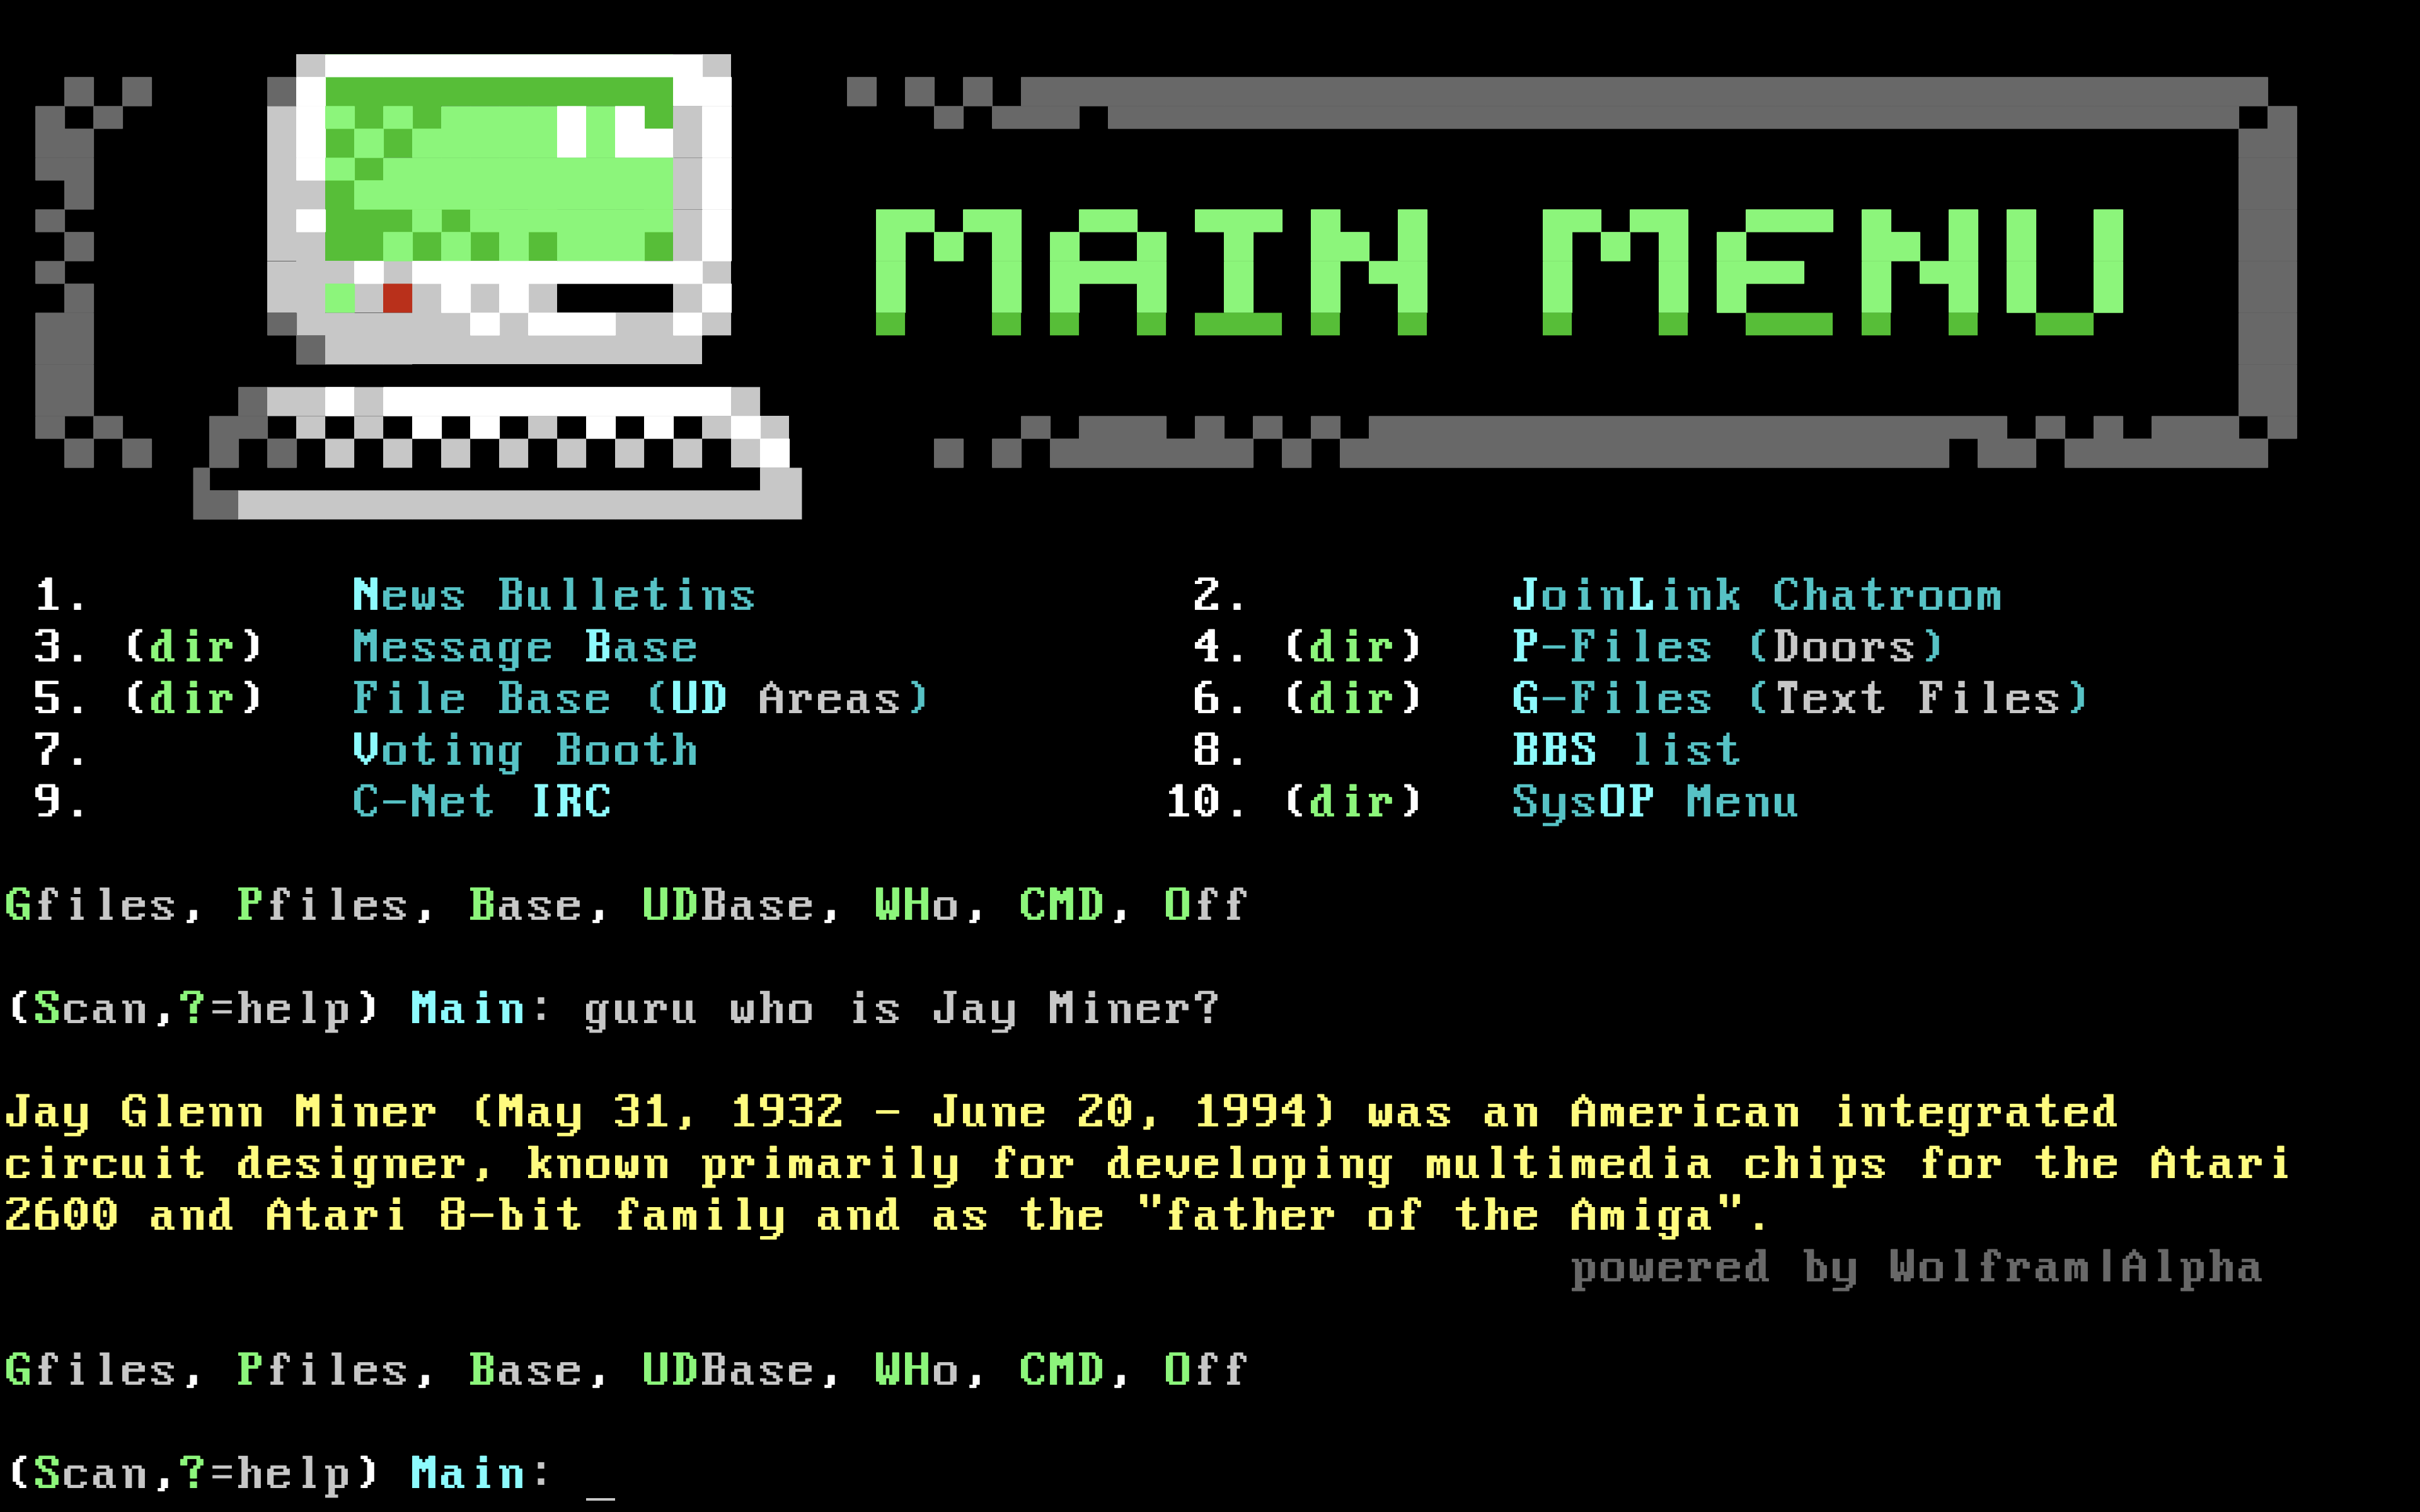 MAIN MENU
1. News Bulletins 2. JoinLink Chatroom
3. (dir) Message Base 4. (dir) P-Files (Doors)
5. (dir) File Base (UD Areas) 6. (dir) G-Files (Text Files)
7. Voting Booth 8. BBS list
9. C-Net IRC 10. (dir) SysOP Menu
Gfiles, Pfiles, Base, UDBase, WHo, CMD, Off
(Scan,?=help) Main: guru who is Jay Miner?
Jay Glenn Miner (May 31, 1932 - June 20, 1994) was an American integrated
circuit designer, known primarily for developing multimedia chips for the Atari
2600 and Atari 8-bit family and as the "father of the Amiga".
powered by Wolfram|Alpha
Gfiles, Pfiles, Base, UDBase, WHo, CMD, Off
(Scan,?=help) Main: _